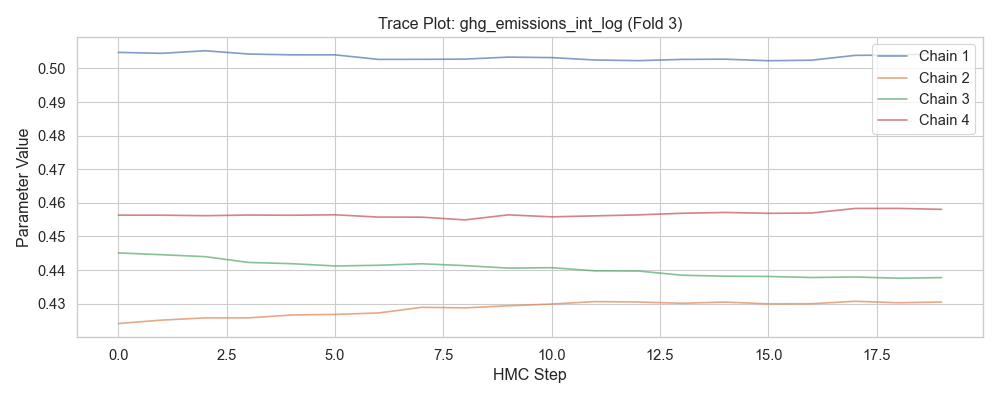 Trace Plot: ghg_emissions_int_log (Fold 3)
Parameter Value
0.50
0.49
0.48
0.47
0.46
0.45
0.44
0.43
Chain 1
Chain 2
Chain 3
Chain 4
0.0 2.5 5.0 7.5 10.0 12.5 15.0 17.5
HMC Step